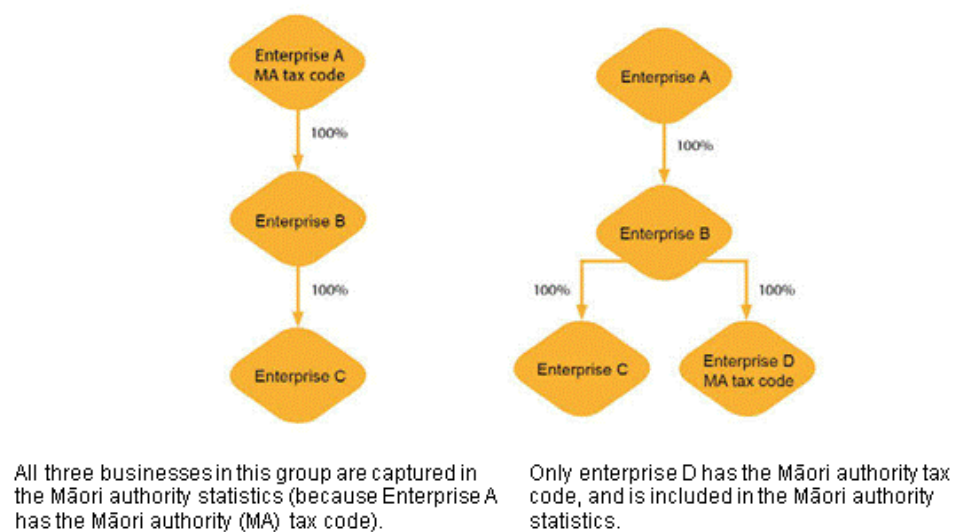 Enterprise A
MA tax code
100%
Enterprise B
100%
Enterprise C
All three businesses in this group are captured in
the Māori authority statistics (because Enterprise A
has the Māori authority (MA) tax code).
Enterprise A
100%
Enterprise B
100%
100%
Enterprise C
Enterprise D
MA tax code
Only enterprise D has the Māori authority tax
code, and is included in the Māori authority
statistics.